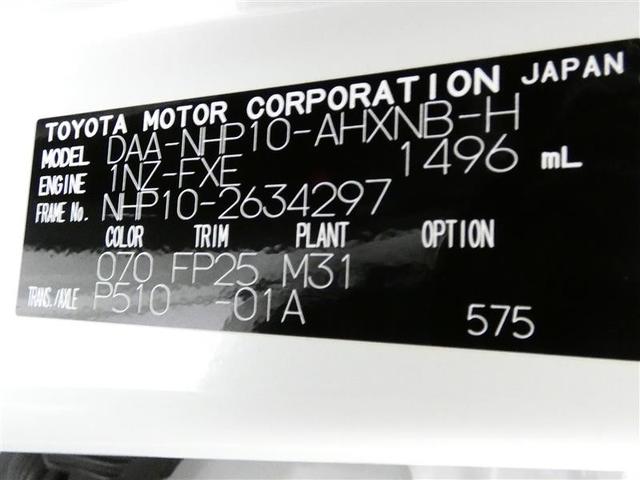 TOYOTA MOTOR CORPORATION JAPAN
MODEL DAA-NHP10-AHXNB-H
ENGINE 1NZ-FXE 1496 mL
FRAME No. NHP10-2634297
COLOR TRIM PLANT OPTION
070 FP25 M31
TRANS./AXLE P510 -01A
575